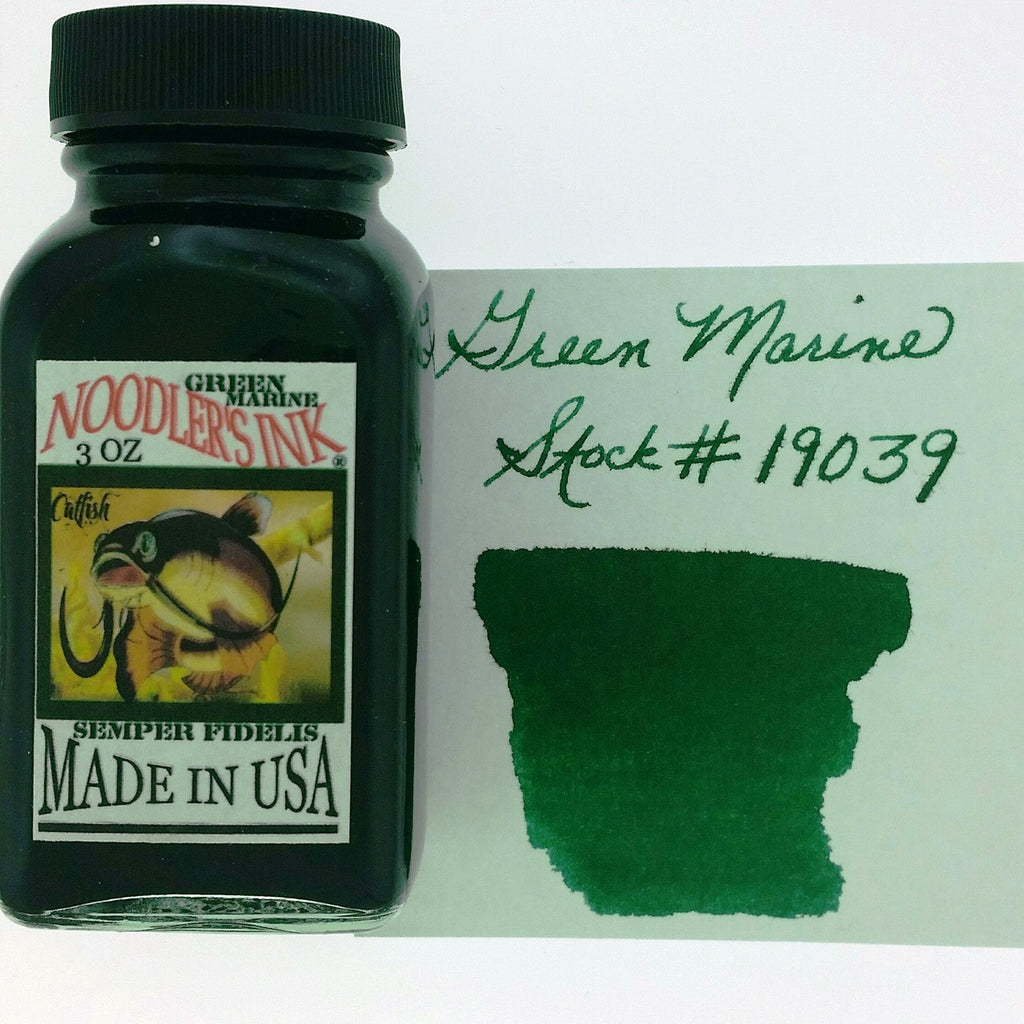 GREEN
MARINE
NOODLER'S INK ®
3 OZ
Catfish
SEMPER FIDELIS
MADE IN USA
Green Marine
Stock # 19039